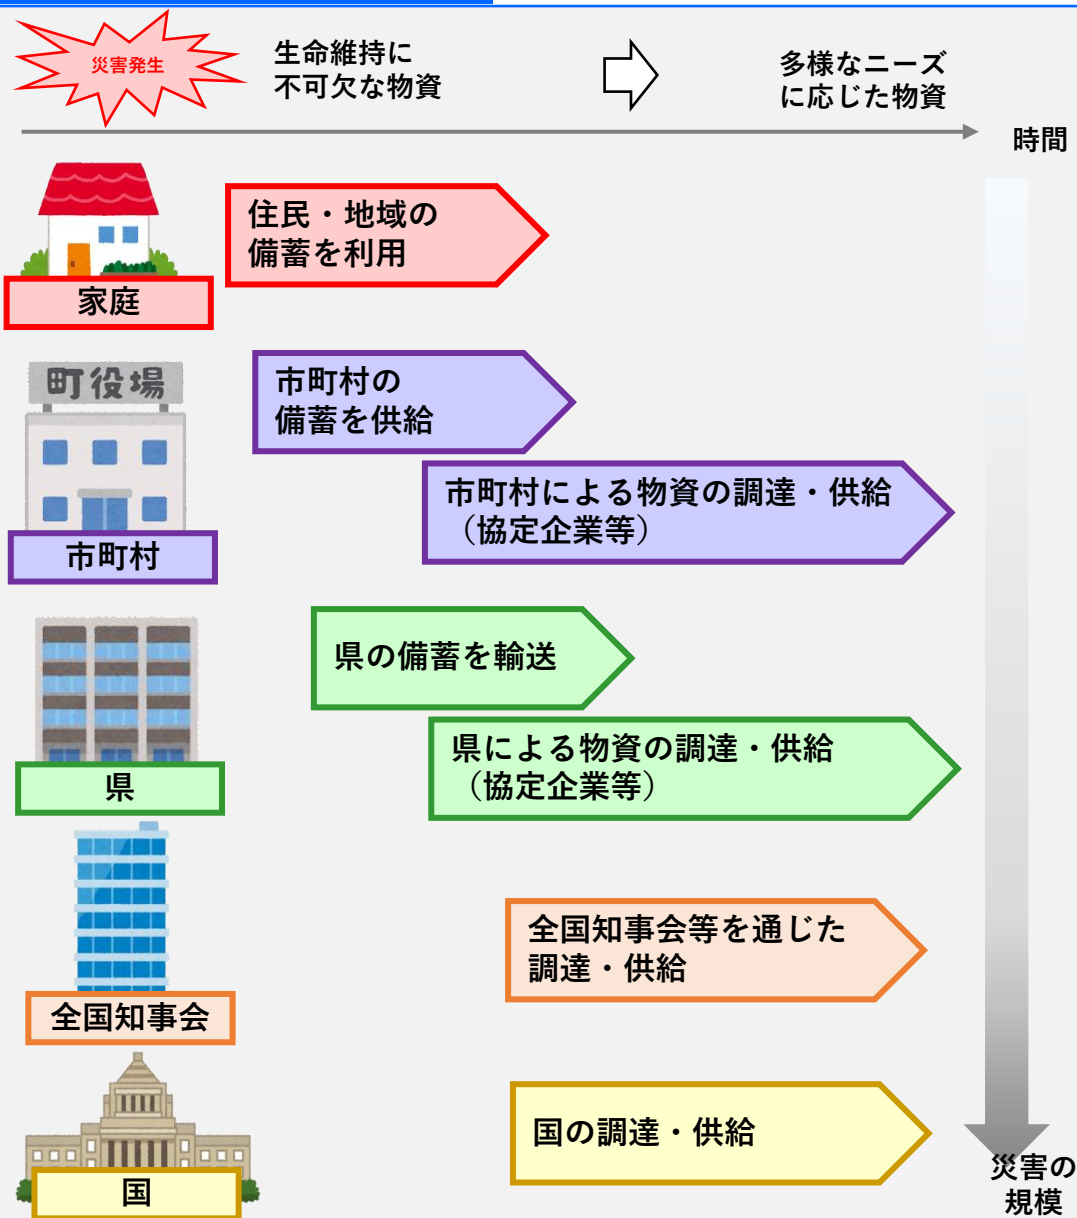 災害発生
生命維持に
不可欠な物資
多様なニーズ
に応じた物資
時間
住民・地域の
備蓄を利用
家庭
町役場
市町村の
備蓄を供給
市町村による物資の調達・供給
（協定企業等）
市町村
県の備蓄を輸送
県による物資の調達・供給
（協定企業等）
県
全国知事会等を通じた
調達・供給
全国知事会
国の調達・供給
国
災害の
規模